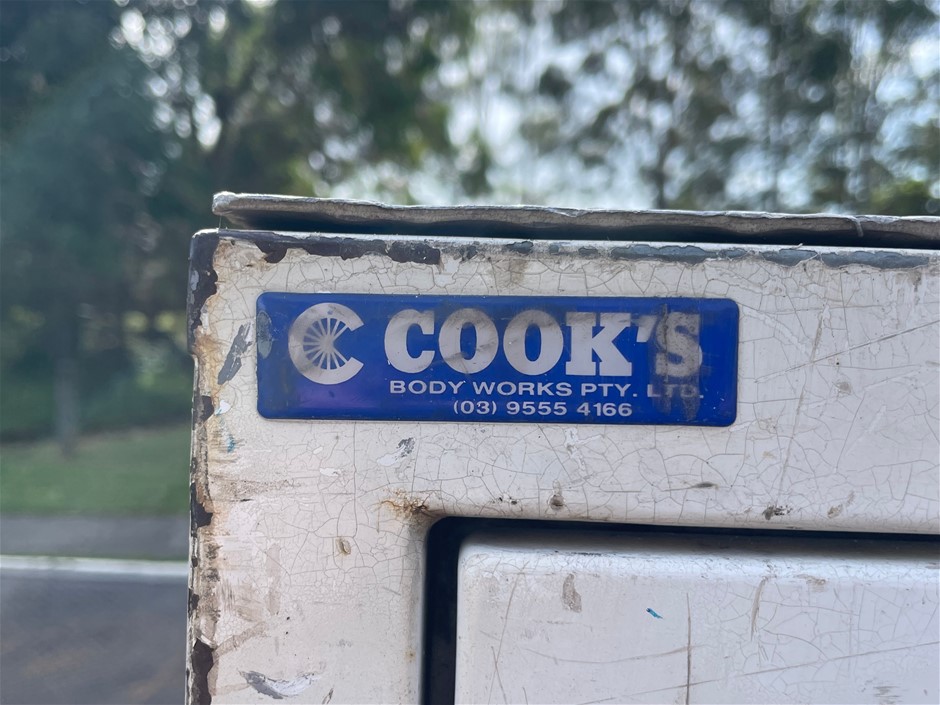 COOK'S
BODY WORKS PTY. LTD.
(03) 9555 4166